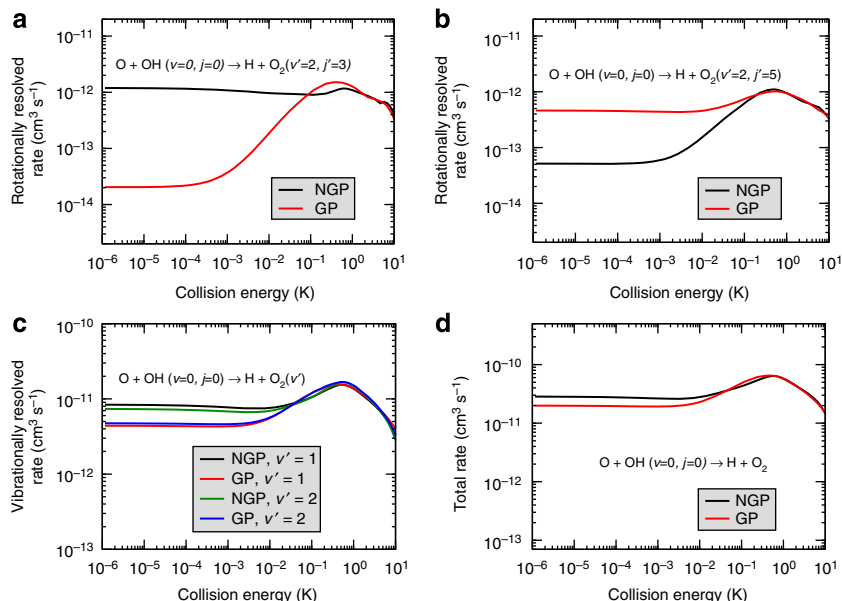 a
Rotationally resolved
rate (cm³ s⁻¹)
10⁻¹¹
10⁻¹²
10⁻¹³
10⁻¹⁴
O + OH (v=0, j=0) → H + O₂(v′=2, j′=3)
NGP
GP
10⁻⁶ 10⁻⁵ 10⁻⁴ 10⁻³ 10⁻² 10⁻¹ 10⁰ 10¹
Collision energy (K)
b
Rotationally resolved
rate (cm³ s⁻¹)
10⁻¹¹
10⁻¹²
10⁻¹³
10⁻¹⁴
O + OH (v=0, j=0) → H + O₂(v′=2, j′=5)
NGP
GP
10⁻⁶ 10⁻⁵ 10⁻⁴ 10⁻³ 10⁻² 10⁻¹ 10⁰ 10¹
Collision energy (K)
c
Vibrationally resolved
rate (cm³ s⁻¹)
10⁻¹⁰
10⁻¹¹
10⁻¹²
10⁻¹³
O + OH (v=0, j=0) → H + O₂(v′)
NGP, v′ = 1
GP, v′ = 1
NGP, v′ = 2
GP, v′ = 2
10⁻⁶ 10⁻⁵ 10⁻⁴ 10⁻³ 10⁻² 10⁻¹ 10⁰ 10¹
Collision energy (K)
d
Total rate (cm³ s⁻¹)
10⁻¹⁰
10⁻¹¹
10⁻¹²
10⁻¹³
O + OH (v=0, j=0) → H + O₂
NGP
GP
10⁻⁶ 10⁻⁵ 10⁻⁴ 10⁻³ 10⁻² 10⁻¹ 10⁰ 10¹
Collision energy (K)